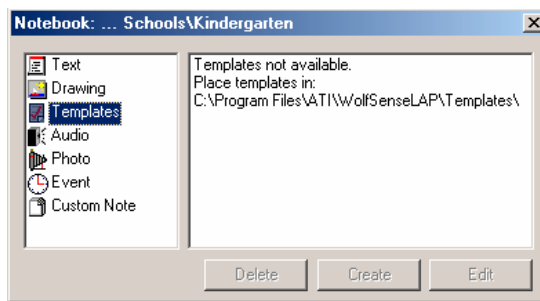 Notebook: ... Schools\Kindergarten
Text
Drawing
Templates
Audio
Photo
Event
Custom Note
Templates not available.
Place templates in:
C:\Program Files\ATI\WolfSenseLAP\Templates\
Delete
Create
Edit